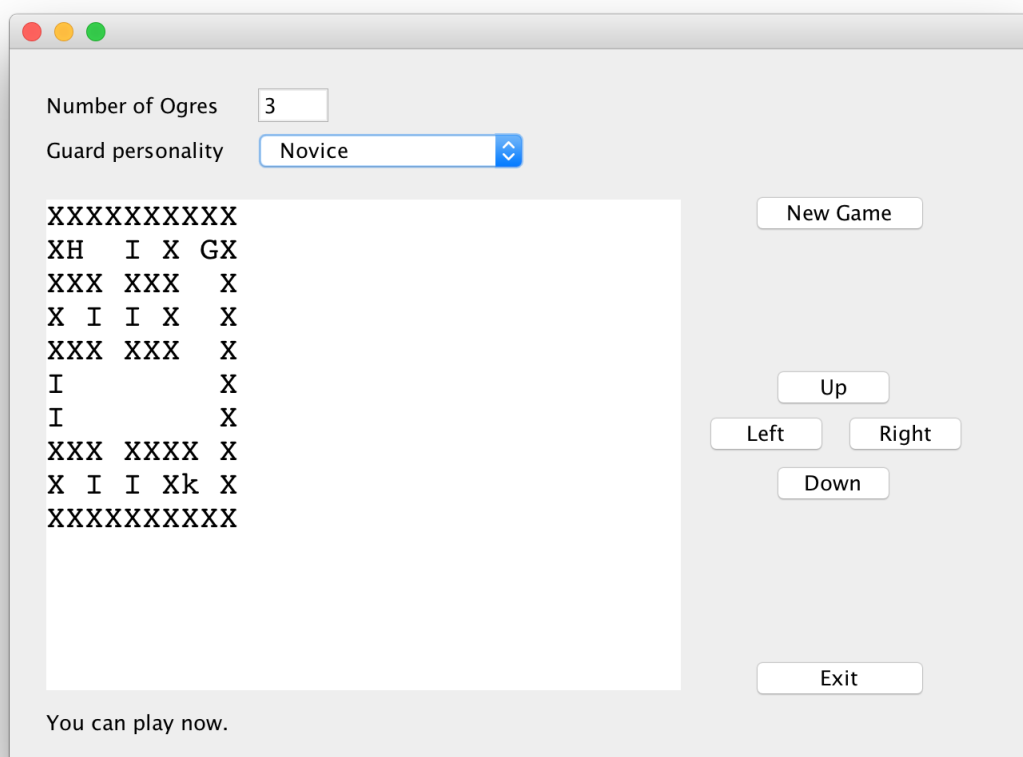 Number of Ogres 3
Guard personality Novice
New Game
XXXXXXXXXX
XH  I X GX
XXX XXX  X
X I I X  X
XXX XXX  X
I        X
I        X
XXX XXXX X
X I I Xk X
XXXXXXXXXX
Up
Left Right
Down
Exit
You can play now.